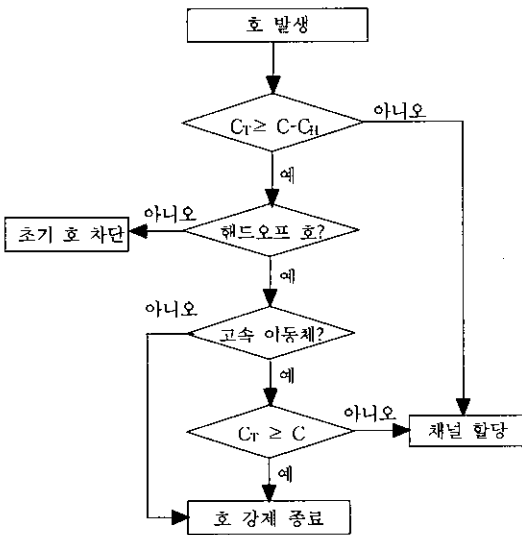 호 발생
C_T ≥ C-C_H
아니오
예
아니오
핸드오프 호?
초기 호 차단
예
아니오
고속 이동체?
예
아니오
C_T ≥ C
채널 할당
예
호 강제 종료